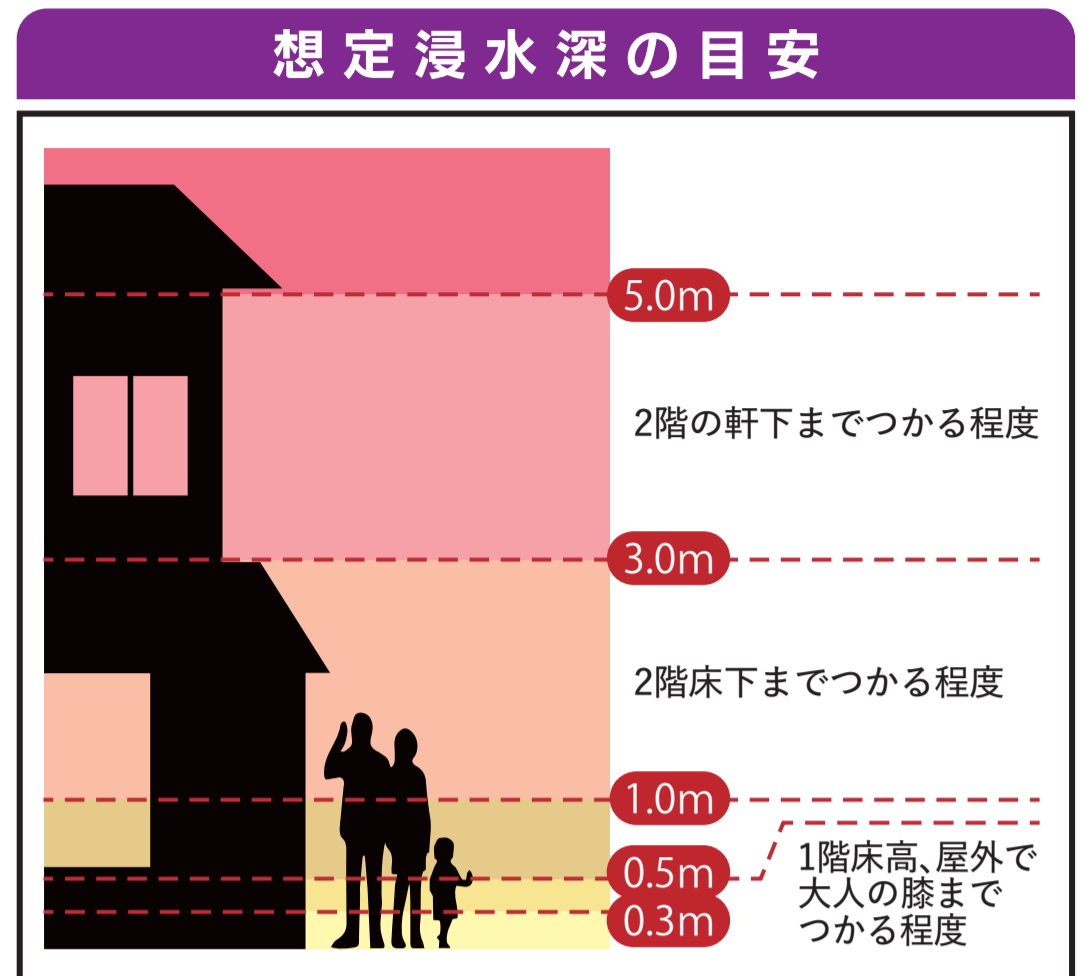 想定浸水深の目安
5.0m
2階の軒下までつかる程度
3.0m
2階床下までつかる程度
1.0m
0.5m
0.3m
1階床高、屋外で
大人の膝まで
つかる程度